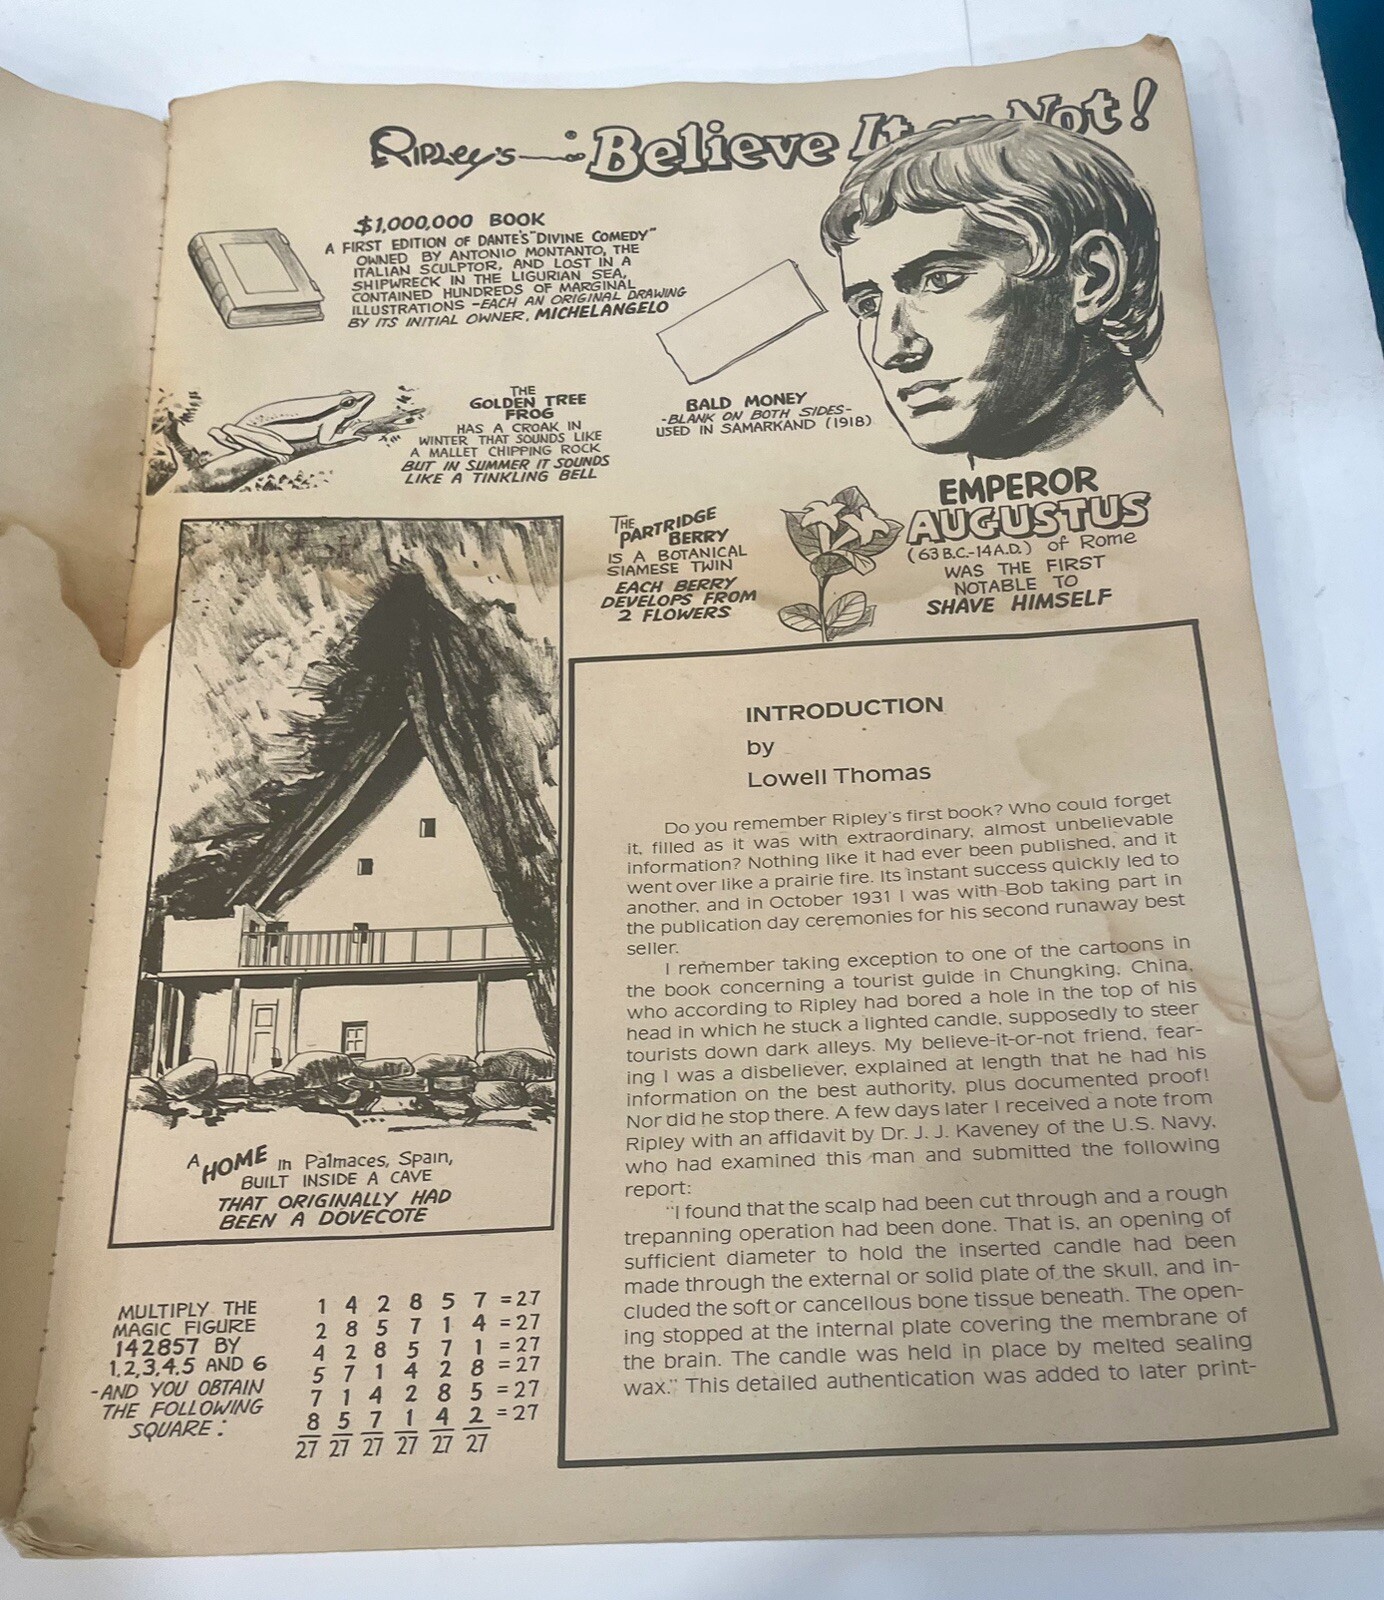 Ripley's Believe It or Not!
$1,000,000 BOOK
A FIRST EDITION OF DANTE'S "DIVINE COMEDY"
OWNED BY ANTONIO MONTANTO, THE
ITALIAN SCULPTOR, AND LOST IN A
SHIPWRECK IN THE LIGURIAN SEA,
CONTAINED HUNDREDS OF MARGINAL
ILLUSTRATIONS - EACH AN ORIGINAL DRAWING
BY ITS INITIAL OWNER, MICHELANGELO
THE
GOLDEN TREE
FROG
HAS A CROAK IN
WINTER THAT SOUNDS LIKE
A MALLET CHIPPING ROCK
BUT IN SUMMER IT SOUNDS
LIKE A TINKLING BELL
BALD MONEY
-BLANK ON BOTH SIDES-
USED IN SAMARKAND (1918)
EMPEROR
AUGUSTUS
(63 B.C.-14 A.D.) of Rome
WAS THE FIRST
NOTABLE TO
SHAVE HIMSELF
THE
PARTRIDGE
BERRY
IS A BOTANICAL
SIAMESE TWIN
EACH BERRY
DEVELOPS FROM
2 FLOWERS
A HOME in Palmaces, Spain,
BUILT INSIDE A CAVE
THAT ORIGINALLY HAD
BEEN A DOVECOTE
MULTIPLY THE
MAGIC FIGURE
142857 BY
1,2,3,4,5 AND 6
-AND YOU OBTAIN
THE FOLLOWING
SQUARE:
1 4 2 8 5 7 = 27
2 8 5 7 1 4 = 27
4 2 8 5 7 1 = 27
5 7 1 4 2 8 = 27
7 1 4 2 8 5 = 27
8 5 7 1 4 2 = 27
27 27 27 27 27 27
INTRODUCTION
by
Lowell Thomas
Do you remember Ripley's first book? Who could forget
it, filled as it was with extraordinary, almost unbelievable
information? Nothing like it had ever been published, and it
went over like a prairie fire. Its instant success quickly led to
another, and in October 1931 I was with Bob taking part in
the publication day ceremonies for his second runaway best
seller.
I remember taking exception to one of the cartoons in
the book concerning a tourist guide in Chungking, China,
who according to Ripley had bored a hole in the top of his
head in which he stuck a lighted candle, supposedly to steer
tourists down dark alleys. My believe-it-or-not friend, fear-
ing I was a disbeliever, explained at length that he had his
information on the best authority, plus documented proof!
Nor did he stop there. A few days later I received a note from
Ripley with an affidavit by Dr. J. J. Kaveney of the U.S. Navy,
who had examined this man and submitted the following
report:
"I found that the scalp had been cut through and a rough
trepanning operation had been done. That is, an opening of
sufficient diameter to hold the inserted candle had been
made through the external or solid plate of the skull, and in-
cluded the soft or cancellous bone tissue beneath. The open-
ing stopped at the internal plate covering the membrane of
the brain. The candle was held in place by melted sealing
wax." This detailed authentication was added to later print-